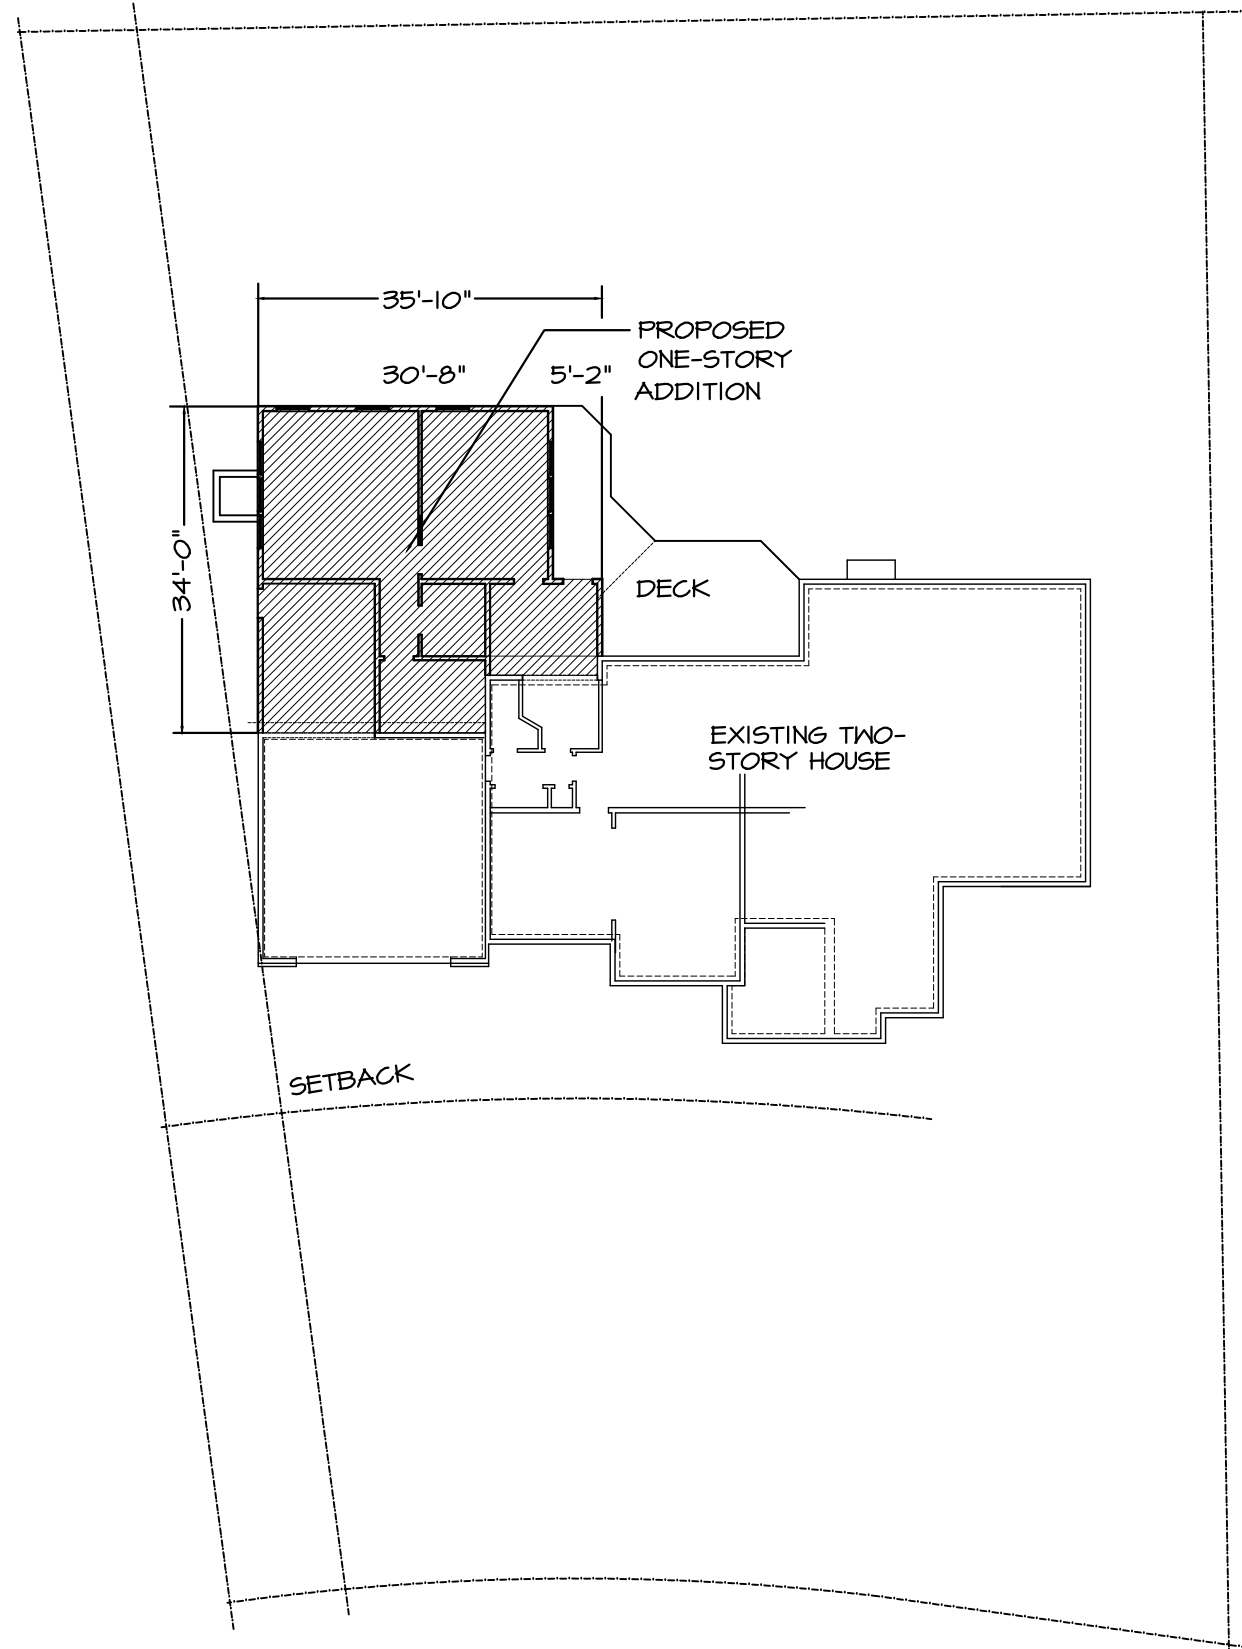 35'-10"
PROPOSED
ONE-STORY
ADDITION
30'-8"
5'-2"
34'-0"
DECK
EXISTING TWO-
STORY HOUSE
SETBACK